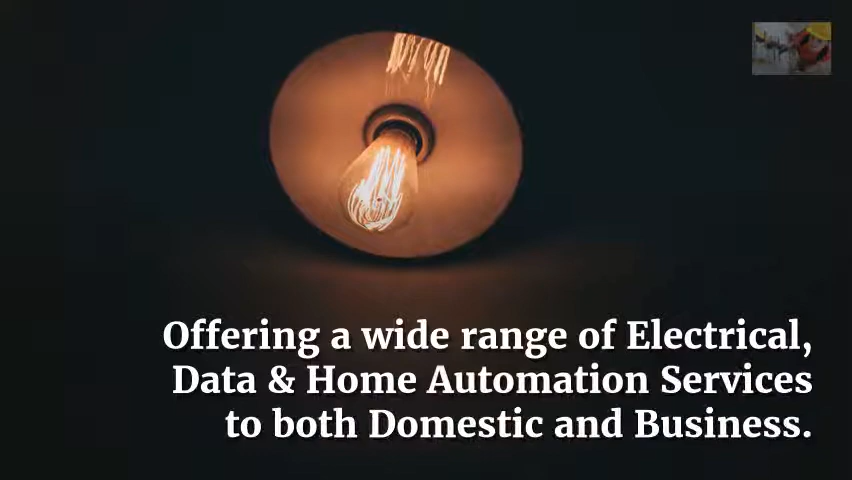 Offering a wide range of Electrical,
Data & Home Automation Services
to both Domestic and Business.